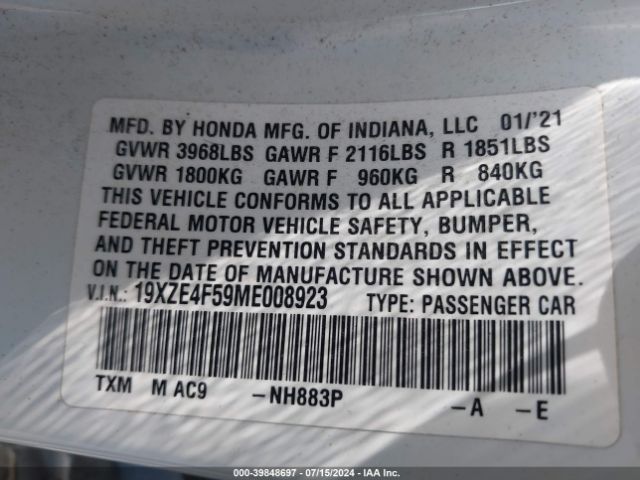 MFD. BY HONDA MFG. OF INDIANA, LLC 01/'21
GVWR 3968LBS GAWR F 2116LBS R 1851LBS
GVWR 1800KG GAWR F 960KG R 840KG
THIS VEHICLE CONFORMS TO ALL APPLICABLE
FEDERAL MOTOR VEHICLE SAFETY, BUMPER,
AND THEFT PREVENTION STANDARDS IN EFFECT
ON THE DATE OF MANUFACTURE SHOWN ABOVE.
V.I.N.: 19XZE4F59ME008923 TYPE: PASSENGER CAR
TXM M AC9 -NH883P -A -E
000-39848697 - 07/15/2024 - IAA Inc.